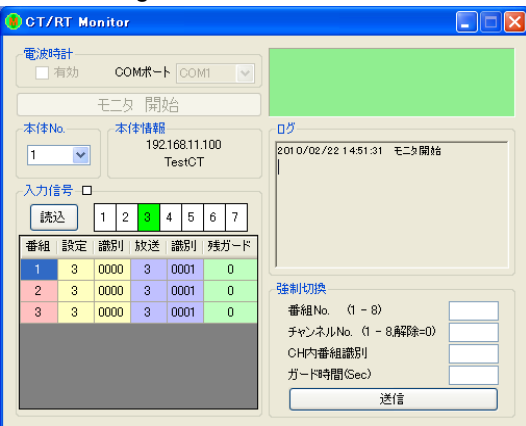 CT/RT Monitor
電波時計
有効 COMポート COM1
モニタ 開始
本体No.
1
本体情報
192.168.11.100
TestCT
ログ
2010/02/22 14:51:31 モニタ開始
入力信号
読込 1 2 3 4 5 6 7
番組 設定 識別 放送 識別 残ガード
1 3 0000 3 0001 0
2 3 0000 3 0001 0
3 3 0000 3 0001 0
強制切換
番組No. (1 - 8)
チャンネルNo. (1 - 8,解除=0)
CH内番組識別
ガード時間(Sec)
送信